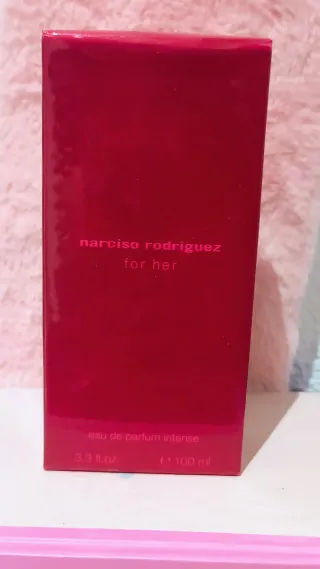 narciso rodriguez
for her
eau de parfum intense
3.3 fl.oz. ℮ 100 ml